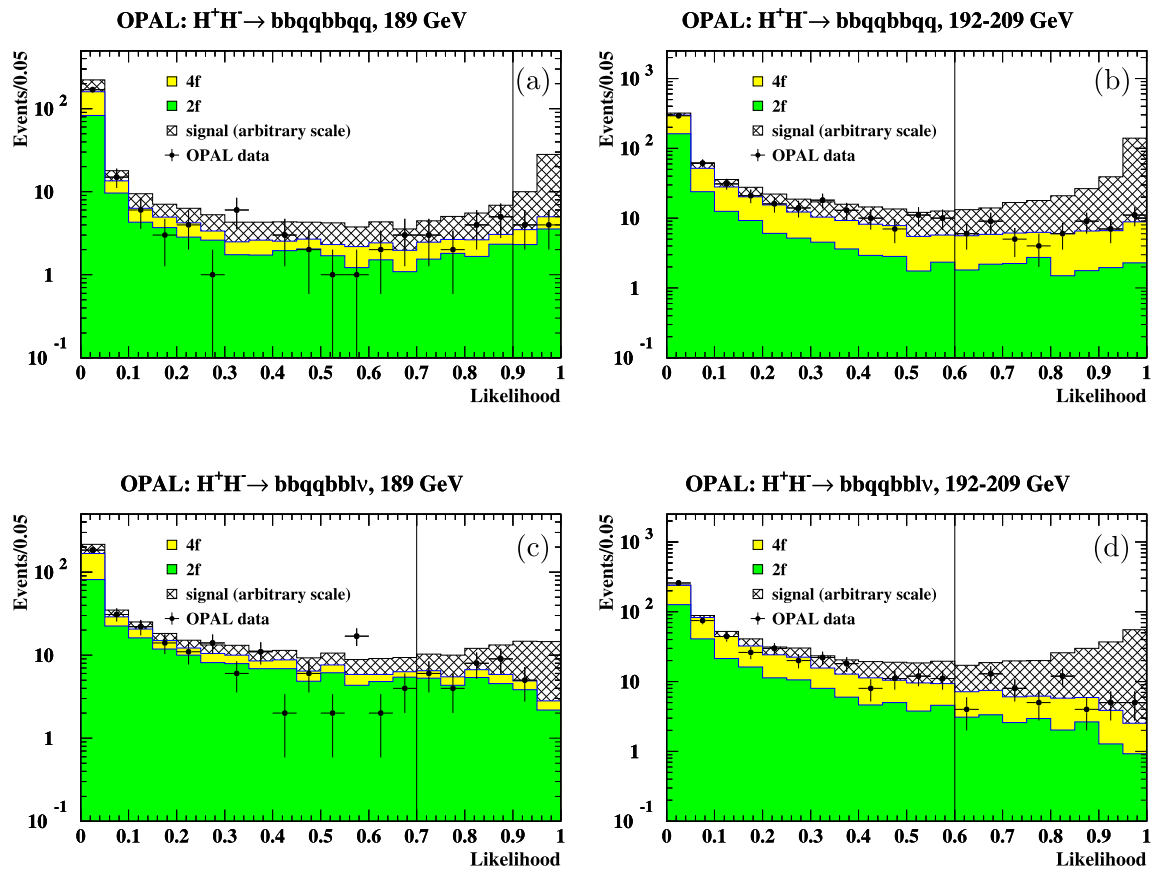 OPAL: H⁺H⁻→ bbqqbbqq, 189 GeV
Events/0.05
(a)
4f
2f
signal (arbitrary scale)
OPAL data
10²
10
1
10⁻¹
0 0.1 0.2 0.3 0.4 0.5 0.6 0.7 0.8 0.9 1
Likelihood
OPAL: H⁺H⁻→ bbqqbbqq, 192-209 GeV
Events/0.05
(b)
4f
2f
signal (arbitrary scale)
OPAL data
10³
10²
10
1
10⁻¹
0 0.1 0.2 0.3 0.4 0.5 0.6 0.7 0.8 0.9 1
Likelihood
OPAL: H⁺H⁻→ bbqqbblν, 189 GeV
Events/0.05
(c)
4f
2f
signal (arbitrary scale)
OPAL data
10²
10
1
10⁻¹
0 0.1 0.2 0.3 0.4 0.5 0.6 0.7 0.8 0.9 1
Likelihood
OPAL: H⁺H⁻→ bbqqbblν, 192-209 GeV
Events/0.05
(d)
4f
2f
signal (arbitrary scale)
OPAL data
10³
10²
10
1
10⁻¹
0 0.1 0.2 0.3 0.4 0.5 0.6 0.7 0.8 0.9 1
Likelihood